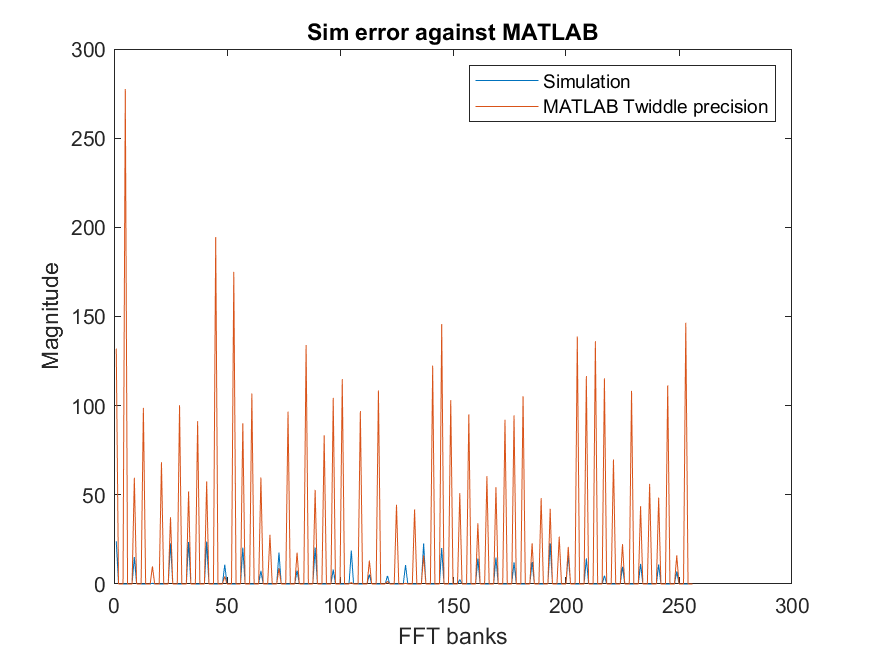 Sim error against MATLAB
300
250
200
150
100
50
0
Magnitude
Simulation
MATLAB Twiddle precision
0 50 100 150 200 250 300
FFT banks